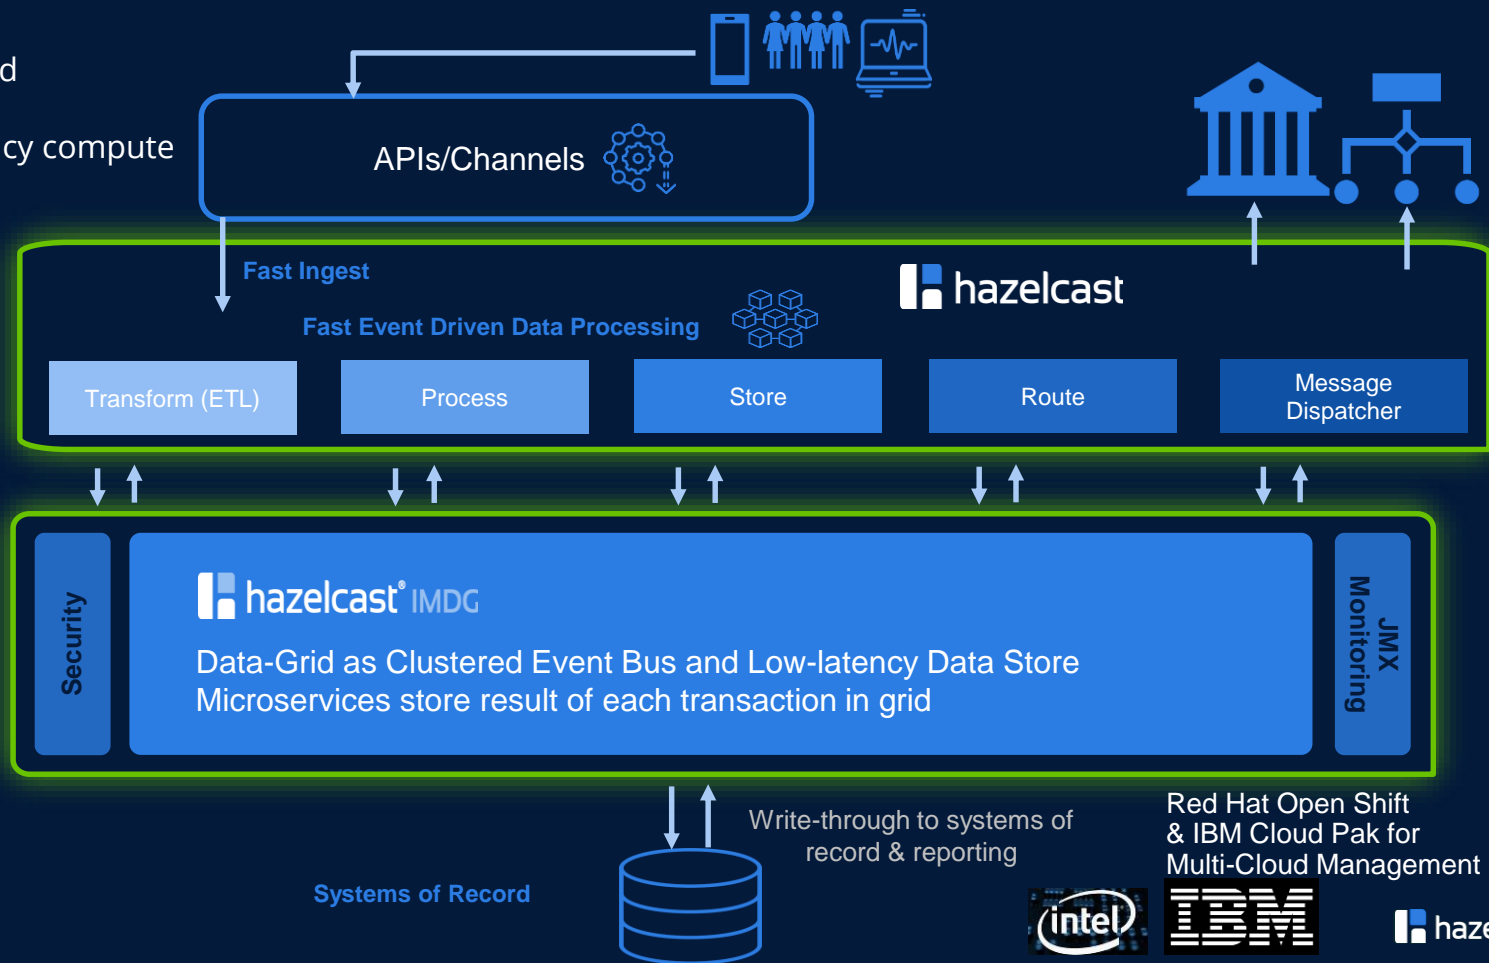 d
cy compute
APIs/Channels
Fast Ingest
hazelcast
Fast Event Driven Data Processing
Transform (ETL)
Process
Store
Route
Message
Dispatcher
Security
hazelcast® IMDG
Data-Grid as Clustered Event Bus and Low-latency Data Store
Microservices store result of each transaction in grid
JMX
Monitoring
Write-through to systems of
record & reporting
Systems of Record
Red Hat Open Shift
& IBM Cloud Pak for
Multi-Cloud Management
intel
IBM
haze